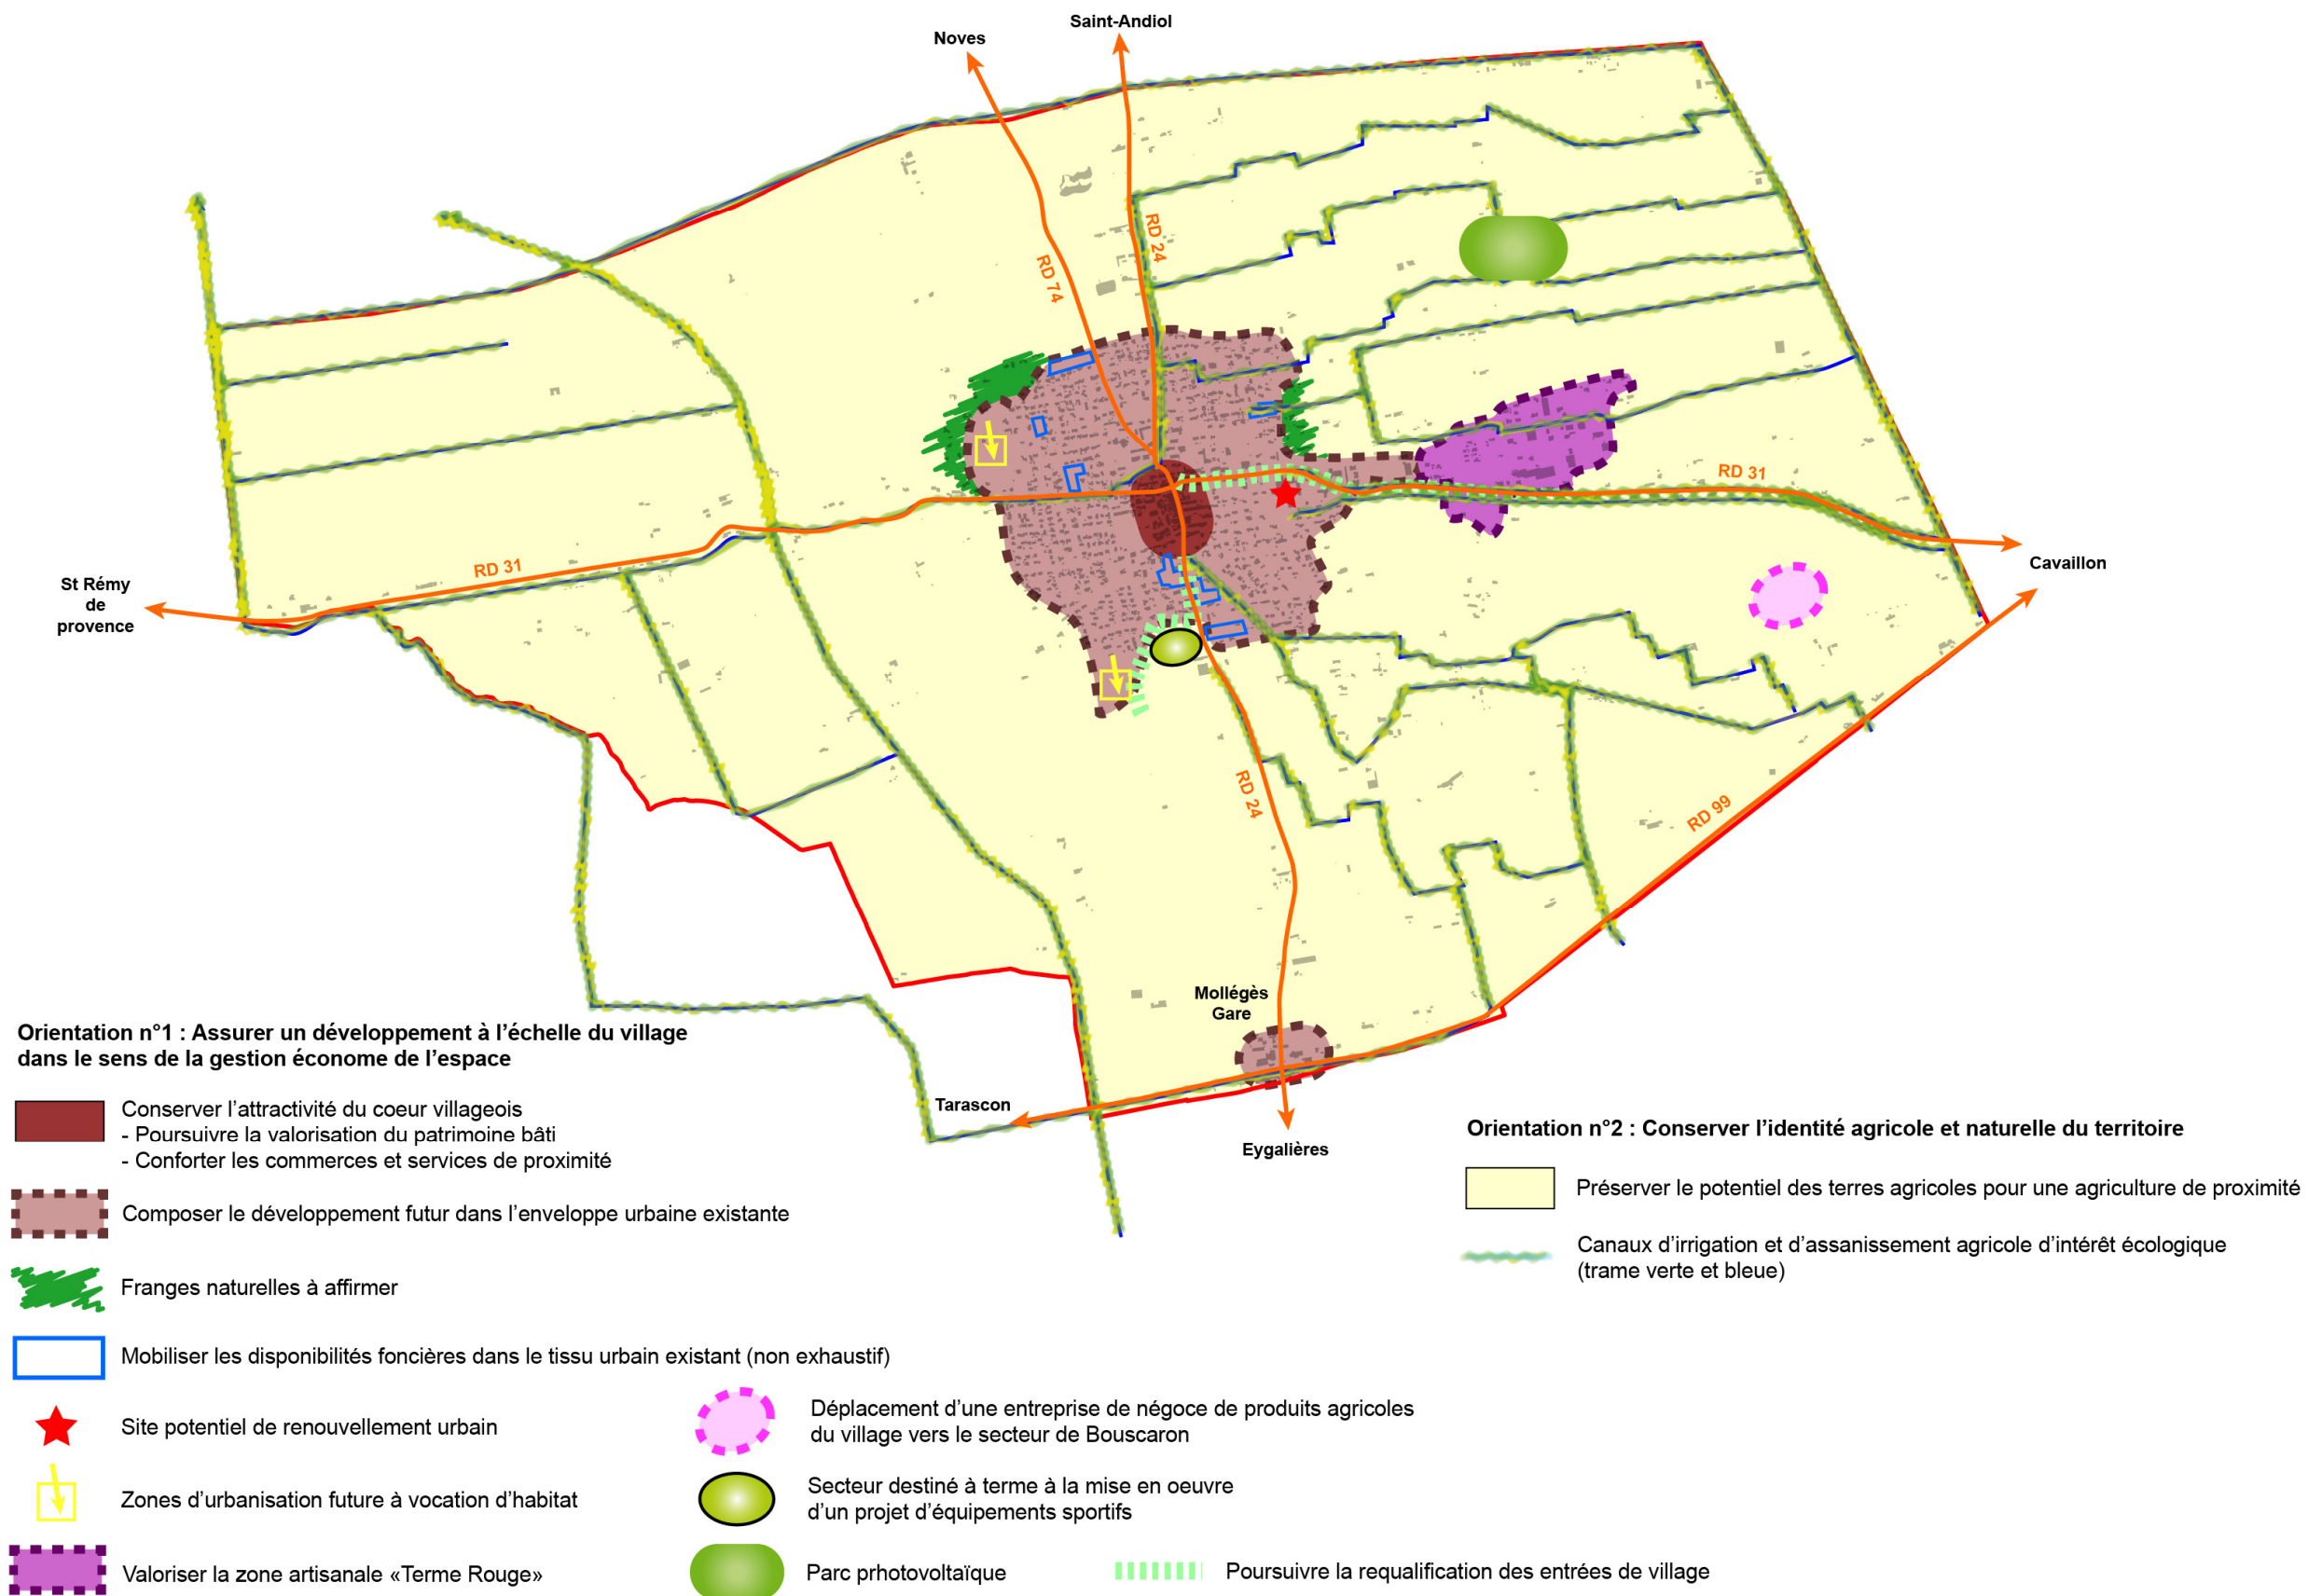 Saint-Andiol
Noves
RD 24
RD 74
RD 31
Cavaillon
St Rémy
de
provence
RD 31
RD 24
RD 99
Mollégès
Gare
Tarascon
Eygalières
Orientation n°1 : Assurer un développement à l'échelle du village
dans le sens de la gestion économe de l'espace
Conserver l'attractivité du coeur villageois
- Poursuivre la valorisation du patrimoine bâti
- Conforter les commerces et services de proximité
Composer le développement futur dans l'enveloppe urbaine existante
Franges naturelles à affirmer
Mobiliser les disponibilités foncières dans le tissu urbain existant (non exhaustif)
Site potentiel de renouvellement urbain
Zones d'urbanisation future à vocation d'habitat
Valoriser la zone artisanale «Terme Rouge»
Déplacement d'une entreprise de négoce de produits agricoles
du village vers le secteur de Bouscaron
Secteur destiné à terme à la mise en oeuvre
d'un projet d'équipements sportifs
Parc prhotovoltaïque
Poursuivre la requalification des entrées de village
Orientation n°2 : Conserver l'identité agricole et naturelle du territoire
Préserver le potentiel des terres agricoles pour une agriculture de proximité
Canaux d'irrigation et d'assanissement agricole d'intérêt écologique
(trame verte et bleue)